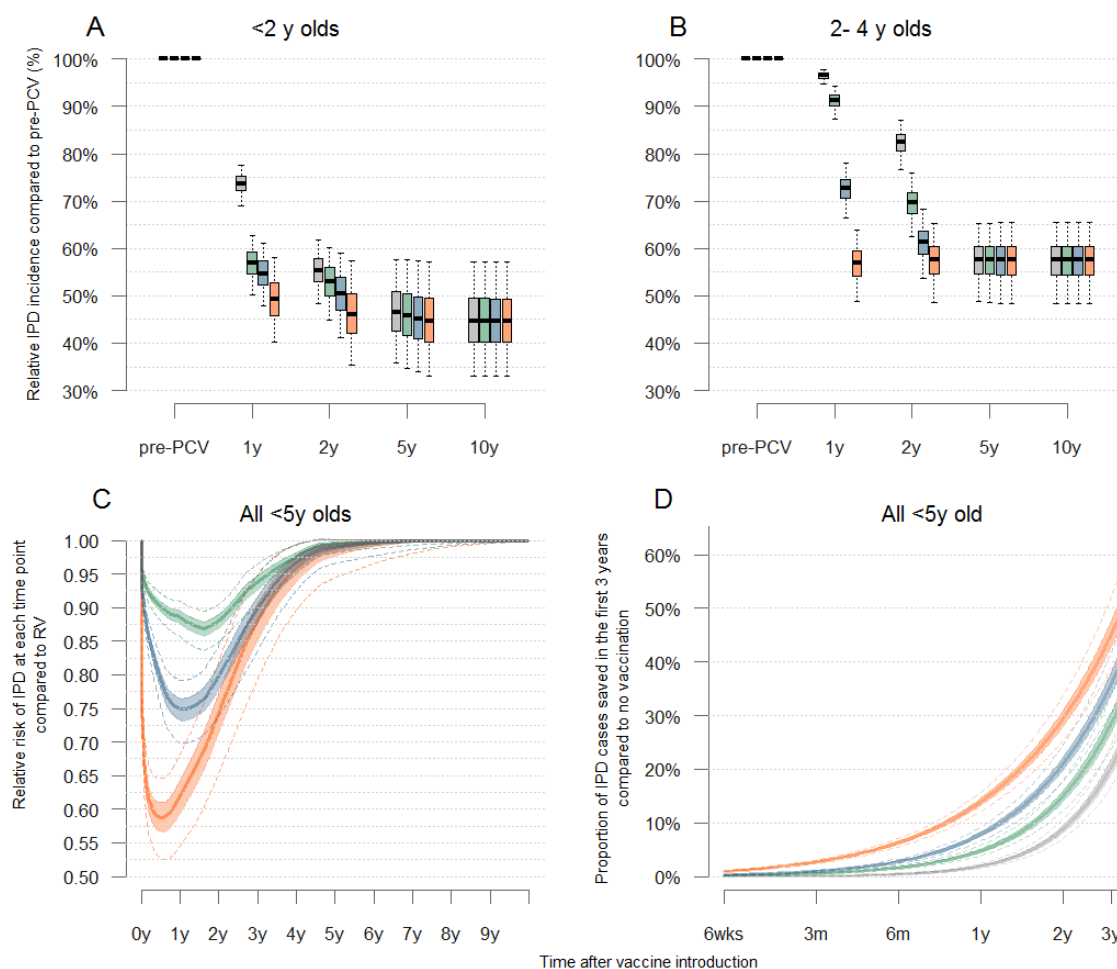 A
<2 y olds
Relative IPD incidence compared to pre-PCV (%)
100%
90%
80%
70%
60%
50%
40%
30%
pre-PCV
1y
2y
5y
10y
B
2- 4 y olds
100%
90%
80%
70%
60%
50%
40%
30%
pre-PCV
1y
2y
5y
10y
C
All <5y olds
Relative risk of IPD at each time point
compared to RV
1.00
0.95
0.90
0.85
0.80
0.75
0.70
0.65
0.60
0.55
0.50
0y
1y
2y
3y
4y
5y
6y
7y
8y
9y
D
All <5y old
Proportion of IPD cases saved in the first 3 years
compared to no vaccination
60%
50%
40%
30%
20%
10%
0%
6wks
3m
6m
1y
2y
3y
Time after vaccine introduction